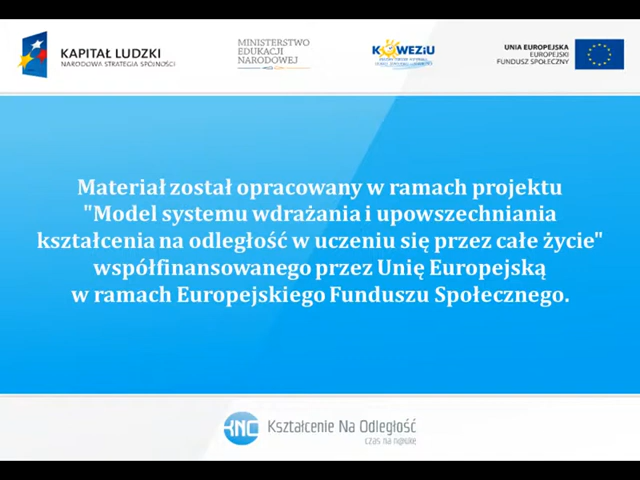 KAPITAŁ LUDZKI
NARODOWA STRATEGIA SPÓJNOŚCI
MINISTERSTWO
EDUKACJI
NARODOWEJ
KOWEZiU
UNIA EUROPEJSKA
EUROPEJSKI
FUNDUSZ SPOŁECZNY
Materiał został opracowany w ramach projektu
"Model systemu wdrażania i upowszechniania
kształcenia na odległość w uczeniu się przez całe życie"
współfinansowanego przez Unię Europejską
w ramach Europejskiego Funduszu Społecznego.
KNO
Kształcenie Na Odległość
czas na naukę